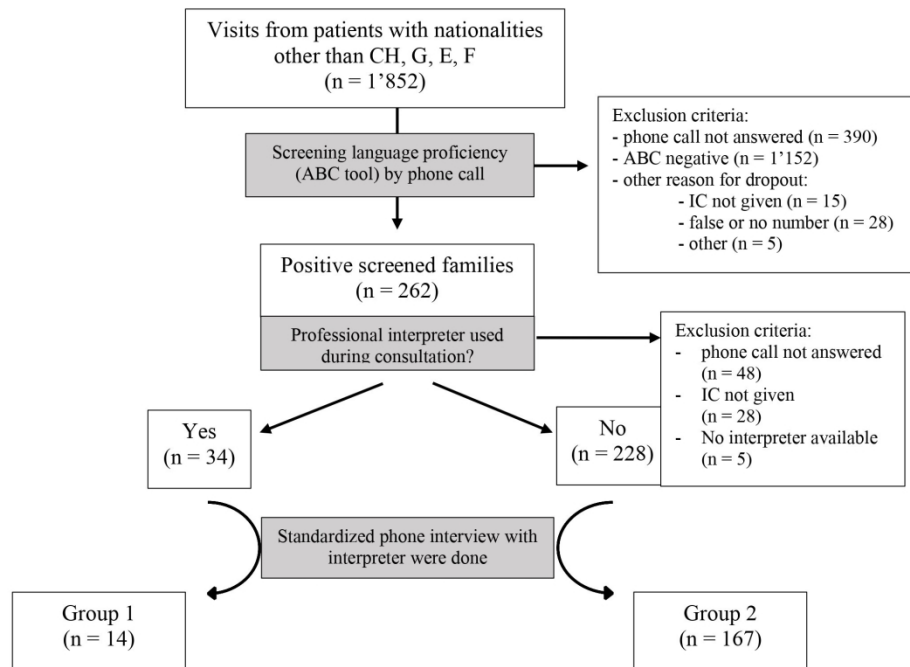 Visits from patients with nationalities
other than CH, G, E, F
(n = 1’852)
Screening language proficiency
(ABC tool) by phone call
Exclusion criteria:
- phone call not answered (n = 390)
- ABC negative (n = 1’152)
- other reason for dropout:
- IC not given (n = 15)
- false or no number (n = 28)
- other (n = 5)
Positive screened families
(n = 262)
Professional interpreter used
during consultation?
Exclusion criteria:
- phone call not answered
(n = 48)
- IC not given
(n = 28)
- No interpreter available
(n = 5)
Yes
(n = 34)
No
(n = 228)
Standardized phone interview with
interpreter were done
Group 1
(n = 14)
Group 2
(n = 167)